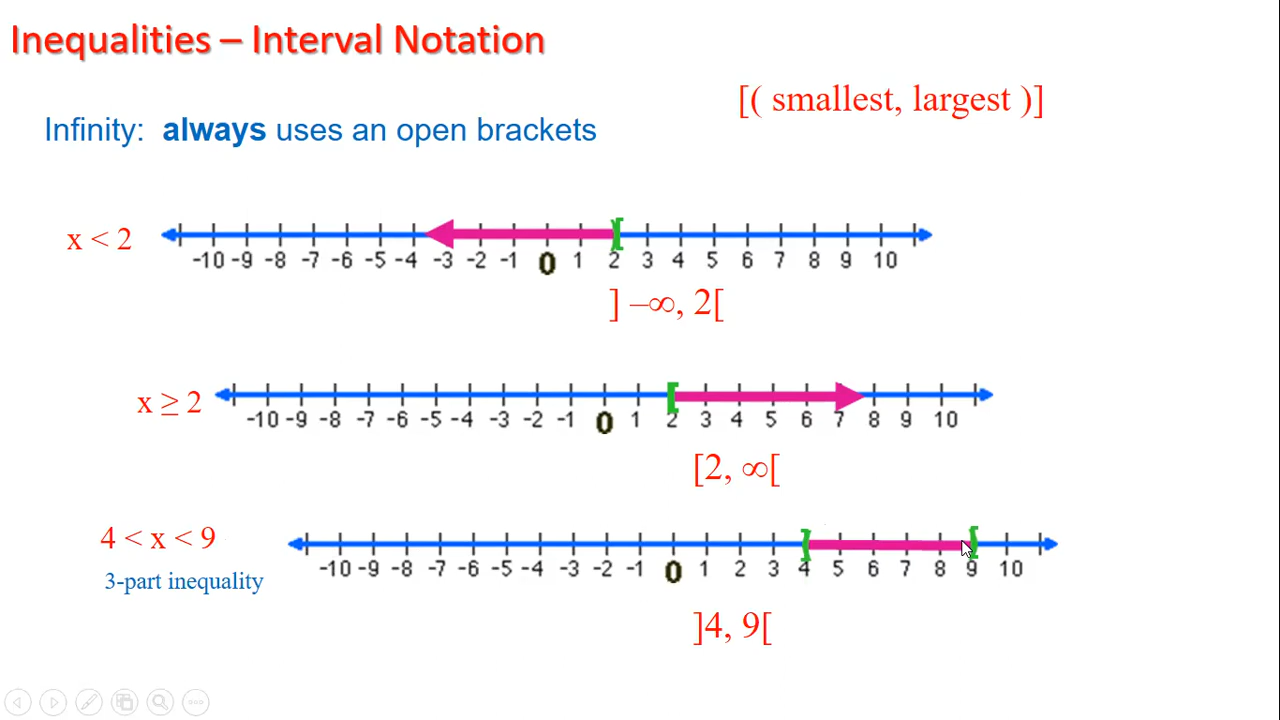 Inequalities – Interval Notation
[( smallest, largest )]
Infinity: always uses an open brackets
x < 2
-10 -9 -8 -7 -6 -5 -4 -3 -2 -1 0 1 2 3 4 5 6 7 8 9 10
] –∞, 2[
x ≥ 2
-10 -9 -8 -7 -6 -5 -4 -3 -2 -1 0 1 2 3 4 5 6 7 8 9 10
[2, ∞[
4 < x < 9
-10 -9 -8 -7 -6 -5 -4 -3 -2 -1 0 1 2 3 4 5 6 7 8 9 10
3-part inequality
]4, 9[